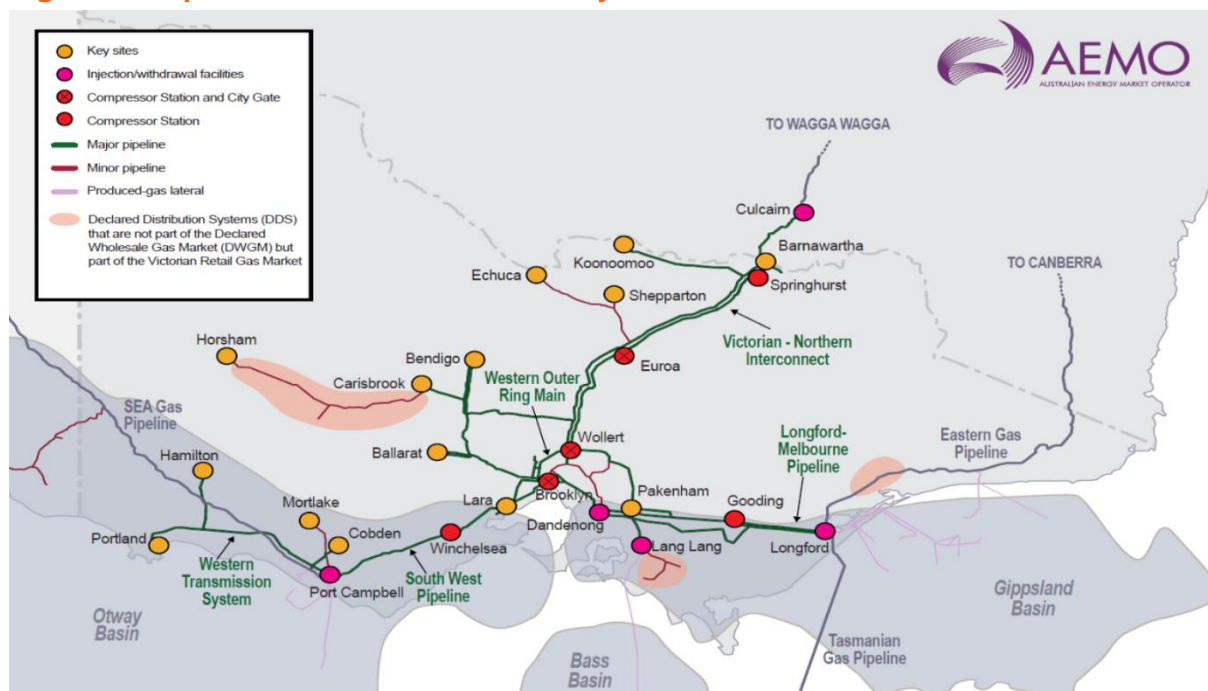 Key sites
Injection/withdrawal facilities
Compressor Station and City Gate
Compressor Station
Major pipeline
Minor pipeline
Produced-gas lateral
Declared Distribution Systems (DDS)
that are not part of the Declared
Wholesale Gas Market (DWGM) but
part of the Victorian Retail Gas Market
AEMO
AUSTRALIAN ENERGY MARKET OPERATOR
TO WAGGA WAGGA
Culcairn
Barnawartha
Koonoomoo
TO CANBERRA
Echuca
Springhurst
Shepparton
Horsham
Victorian - Northern
Interconnect
Bendigo
Euroa
Western Outer
Ring Main
Carisbrook
SEA Gas
Pipeline
Wollert
Longford-
Melbourne
Pipeline
Eastern Gas
Pipeline
Ballarat
Hamilton
Lara
Brooklyn
Pakenham
Gooding
Mortlake
Cobden
Dandenong
Portland
Winchelsea
Lang Lang
Longford
Western
Transmission
System
Port Campbell
South West
Pipeline
Gippsland
Basin
Otway
Basin
Tasmanian
Gas Pipeline
Bass
Basin